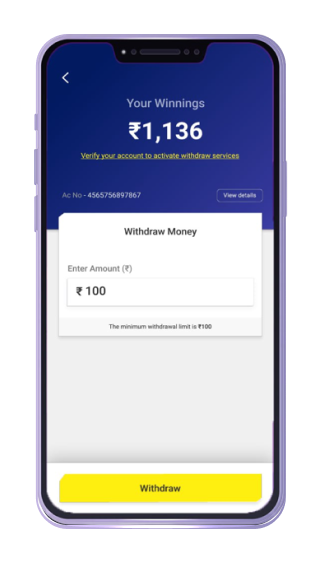 Your Winnings
₹1,136
Verify your account to activate withdraw services
Ac No - 4565756897867
View details
Withdraw Money
Enter Amount (₹)
₹ 100
The minimum withdrawal limit is ₹100
Withdraw